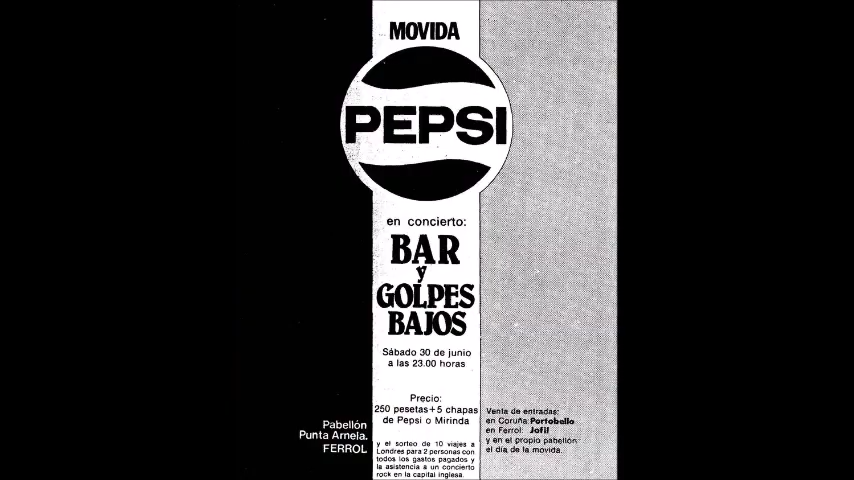 MOVIDA
PEPSI
en concierto:
BAR
y
GOLPES
BAJOS
Sábado 30 de junio
a las 23.00 horas
Precio:
250 pesetas+5 chapas
de Pepsi o Mirinda
y el sorteo de 10 viajes a
Londres para 2 personas con
todos los gastos pagados y
la asistencia a un concierto
rock en la capital inglesa.
Pabellón
Punta Arnela.
FERROL
Venta de entradas:
en Coruña: Portobello
en Ferrol: Jofi!
y en el propio pabellón
el día de la movida.